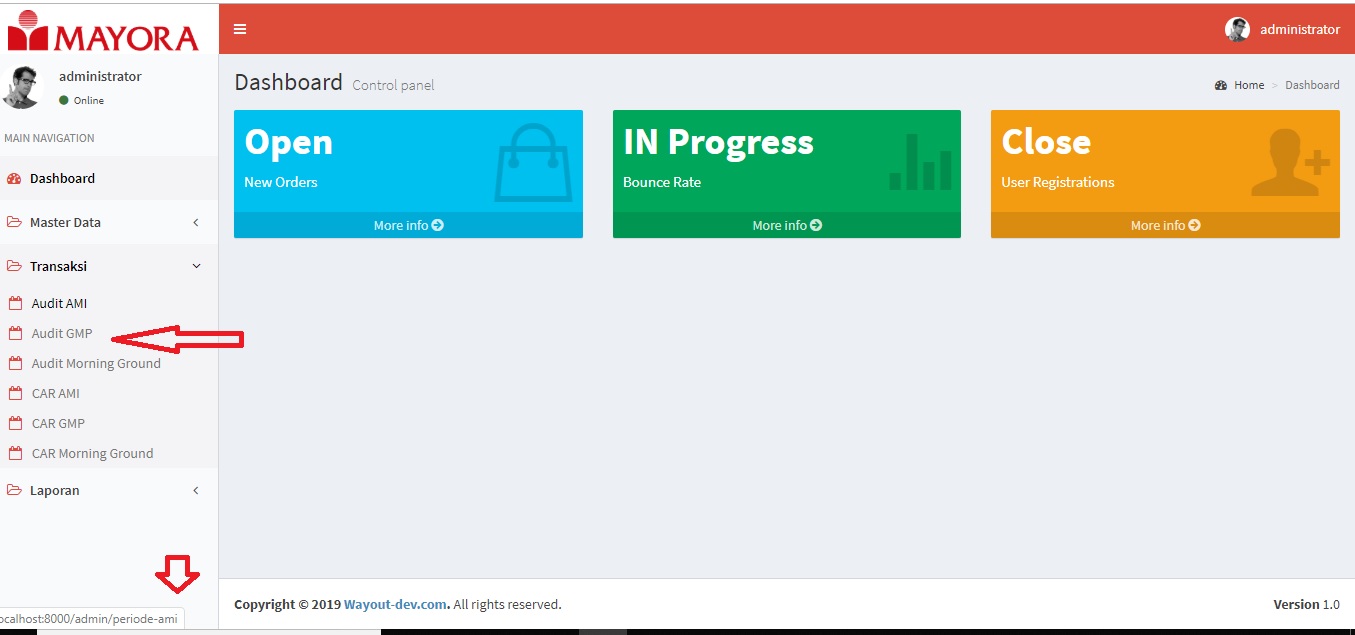 MAYORA
administrator
administrator
Online
Dashboard Control panel
Home > Dashboard
MAIN NAVIGATION
Dashboard
Master Data
Transaksi
Audit AMI
Audit GMP
Audit Morning Ground
CAR AMI
CAR GMP
CAR Morning Ground
Laporan
Open
New Orders
More info
IN Progress
Bounce Rate
More info
Close
User Registrations
More info
Copyright © 2019 Wayout-dev.com. All rights reserved.
Version 1.0
ocalhost:8000/admin/periode-ami